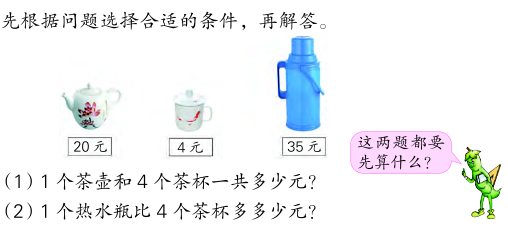 先根据问题选择合适的条件，再解答。
20元
4元
35元
这两题都要
先算什么？
（1）1个茶壶和4个茶杯一共多少元？
（2）1个热水瓶比4个茶杯多多少元？